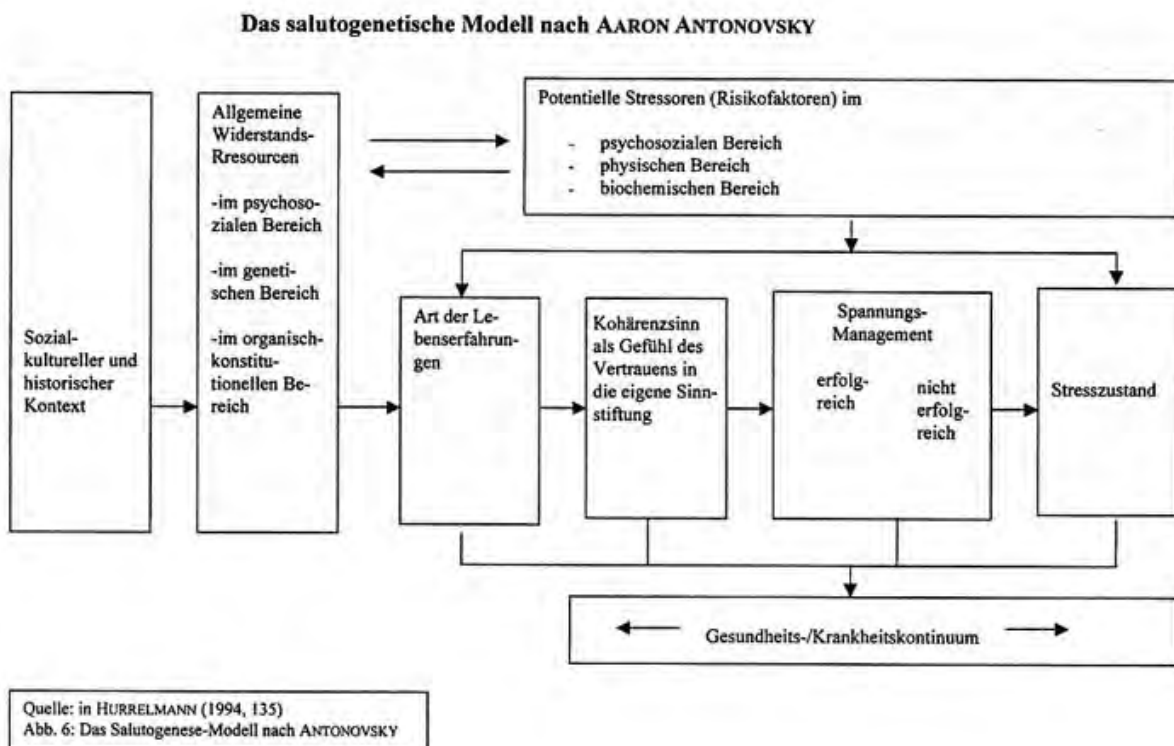 Das salutogenetische Modell nach AARON ANTONOVSKY
Sozial-
kultureller und
historischer
Kontext
Allgemeine
Widerstands-
Rresourcen
-im psychoso-
zialen Bereich
-im geneti-
schen Bereich
-im organisch-
konstitu-
tionellen Be-
reich
Potentielle Stressoren (Risikofaktoren) im
- psychosozialen Bereich
- physischen Bereich
- biochemischen Bereich
Art der Le-
benserfahrun-
gen
Kohärenzsinn
als Gefühl des
Vertrauens in
die eigene Sinn-
stiftung
Spannungs-
Management
erfolg-
reich
nicht
erfolg-
reich
Stresszustand
Gesundheits-/Krankheitskontinuum
Quelle: in HURRELMANN (1994, 135)
Abb. 6: Das Salutogenese-Modell nach ANTONOVSKY